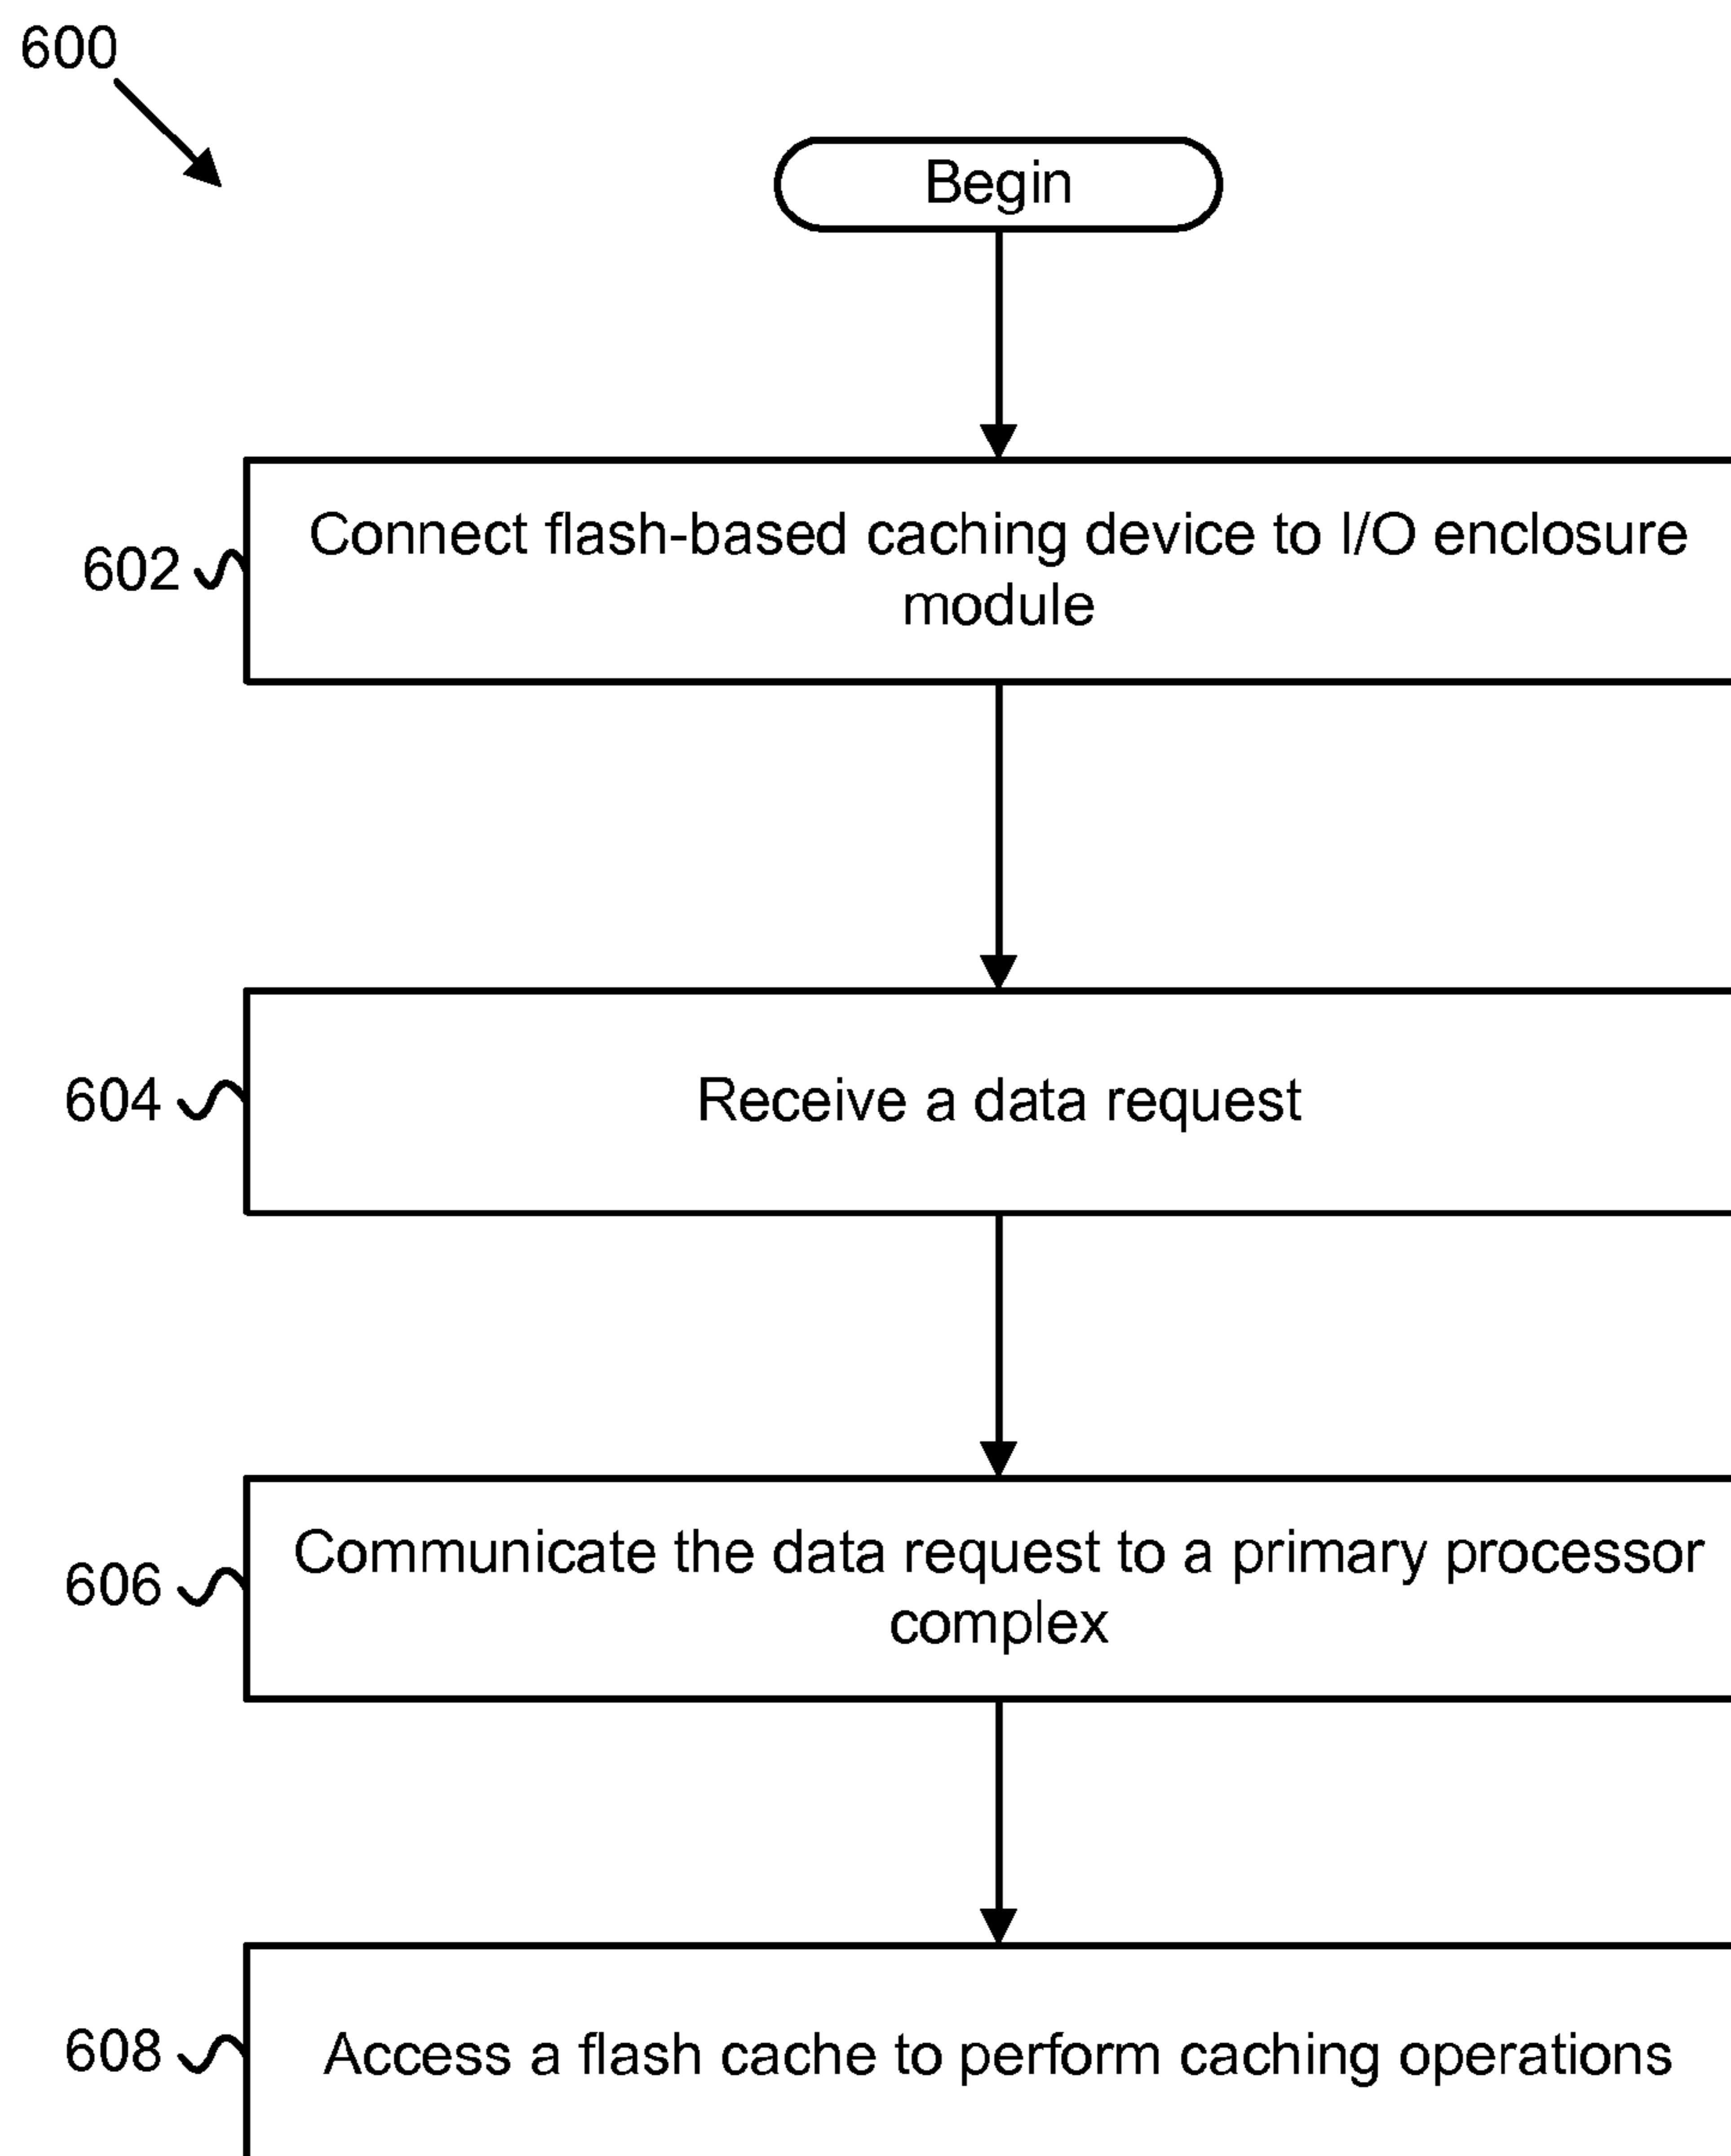 600
Begin
Connect flash-based caching device to I/O enclosure
module
602
Receive a data request
604
Communicate the data request to a primary processor
complex
606
Access a flash cache to perform caching operations
608